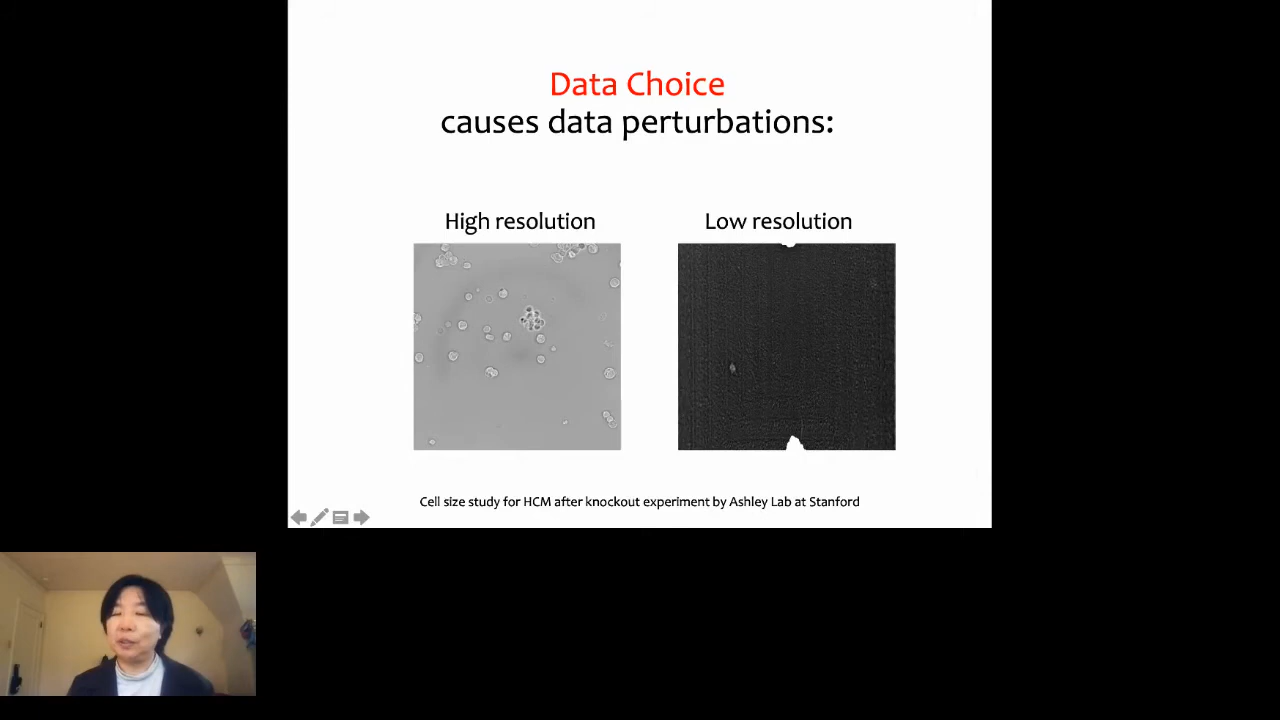 Data Choice
causes data perturbations:
High resolution
Low resolution
Cell size study for HCM after knockout experiment by Ashley Lab at Stanford